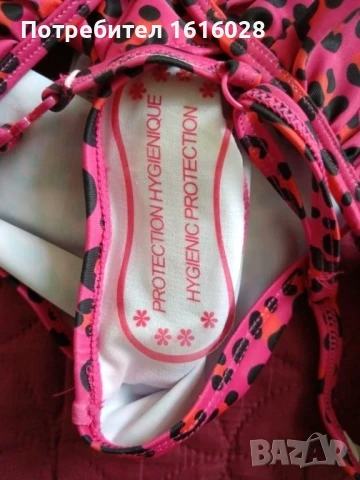 Потребител 1616028
PROTECTION HYGIENIQUE
HYGIENIC PROTECTION
BAZAR